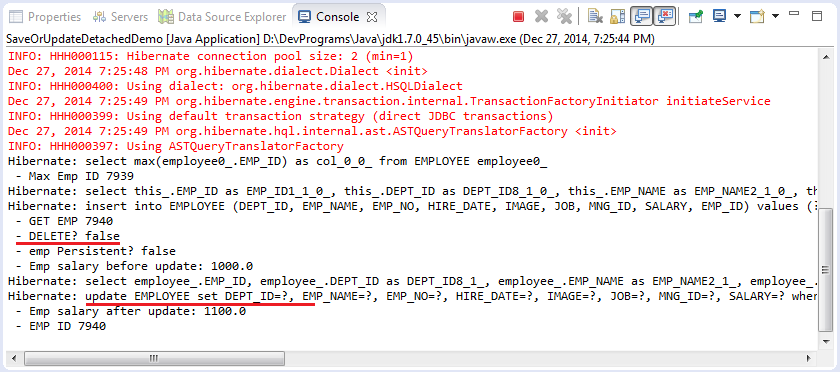 Markers Servers Data Source Explorer Console
SaveOrUpdateDetachedDemo [Java Application] D:\DevPrograms\Java\jdk1.7.0_45\bin\javaw.exe (Dec 27, 2014, 7:25:44 PM)
INFO: HHH000115: Hibernate connection pool size: 2 (min=1)
Dec 27, 2014 7:25:48 PM org.hibernate.dialect.Dialect <init>
INFO: HHH000400: Using dialect: org.hibernate.dialect.HSQLDialect
Dec 27, 2014 7:25:49 PM org.hibernate.engine.transaction.internal.TransactionFactoryInitiator initiateService
INFO: HHH000399: Using default transaction strategy (direct JDBC transactions)
Dec 27, 2014 7:25:49 PM org.hibernate.hql.internal.ast.ASTQueryTranslatorFactory <init>
INFO: HHH000397: Using ASTQueryTranslatorFactory
Hibernate: select max(employee0_.EMP_ID) as col_0_0_ from EMPLOYEE employee0_
- Max Emp ID 7939
Hibernate: select this_.EMP_ID as EMP_ID1_1_0_, this_.DEPT_ID as DEPT_ID8_1_0_, this_.EMP_NAME as EMP_NAME2_1_0_, th
Hibernate: insert into EMPLOYEE (DEPT_ID, EMP_NAME, EMP_NO, HIRE_DATE, IMAGE, JOB, MNG_ID, SALARY, EMP_ID) values (?
- GET EMP 7940
- DELETE? false
- emp Persistent? false
- Emp salary before update: 1000.0
Hibernate: select employee_.EMP_ID, employee_.DEPT_ID as DEPT_ID8_1_, employee_.EMP_NAME as EMP_NAME2_1_, employee_.
Hibernate: update EMPLOYEE set DEPT_ID=?, EMP_NAME=?, EMP_NO=?, HIRE_DATE=?, IMAGE=?, JOB=?, MNG_ID=?, SALARY=? wher
- Emp salary after update: 1100.0
- EMP ID 7940